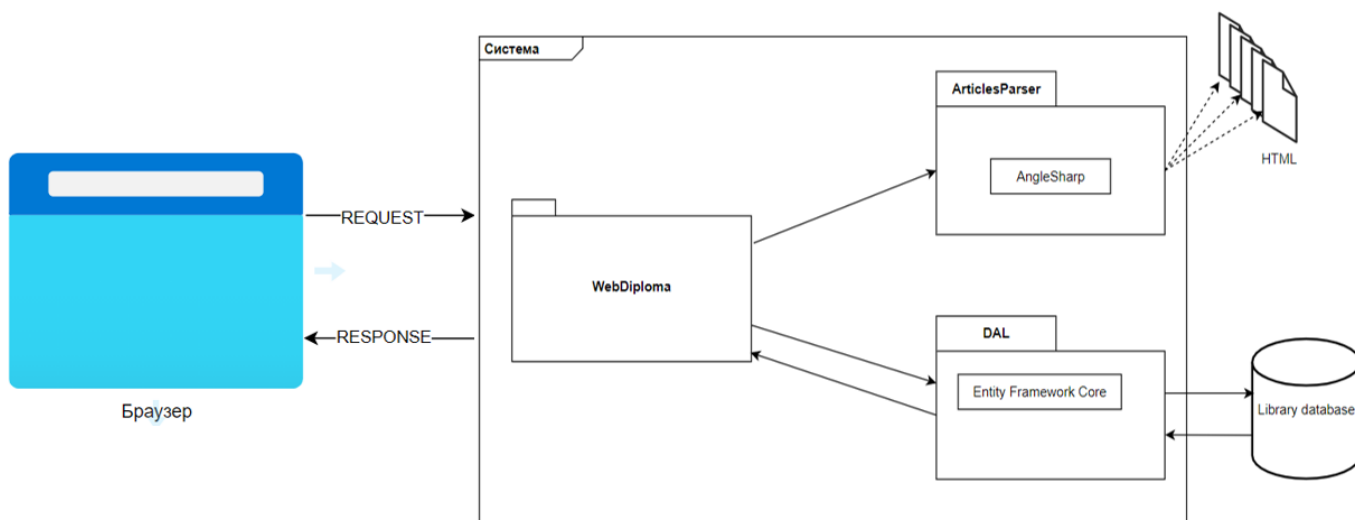 Система
ArticlesParser
AngleSharp
HTML
REQUEST
WebDiploma
RESPONSE
DAL
Entity Framework Core
Library database
Браузер